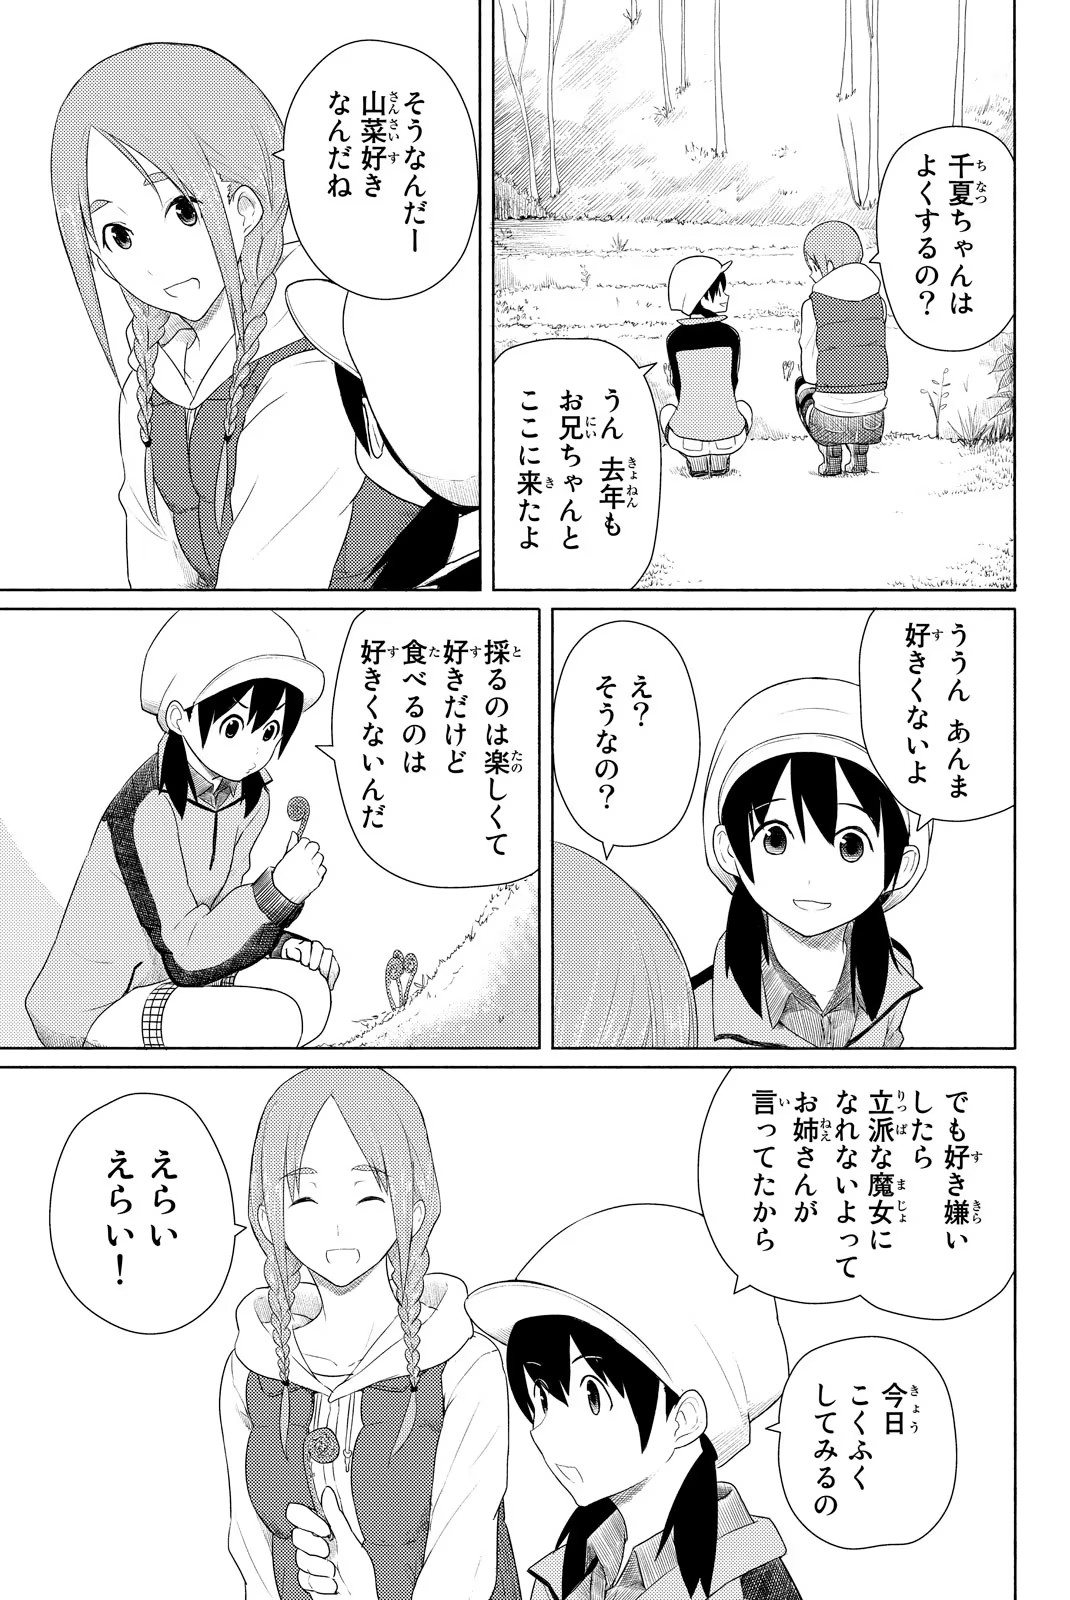 千夏ちゃんは
よくするの？
うん 去年も
お兄ちゃんと
ここに来たよ
そうなんだー
山菜好き
なんだね
ううん あんま
好きくないよ
え？
そうなの？
採るのは楽しくて
好きだけど
食べるのは
好きくないんだ
でも好き嫌い
したら
立派な魔女に
なれないよって
お姉さんが
言ってたから
今日
こくふく
してみるの
えらい
えらい！